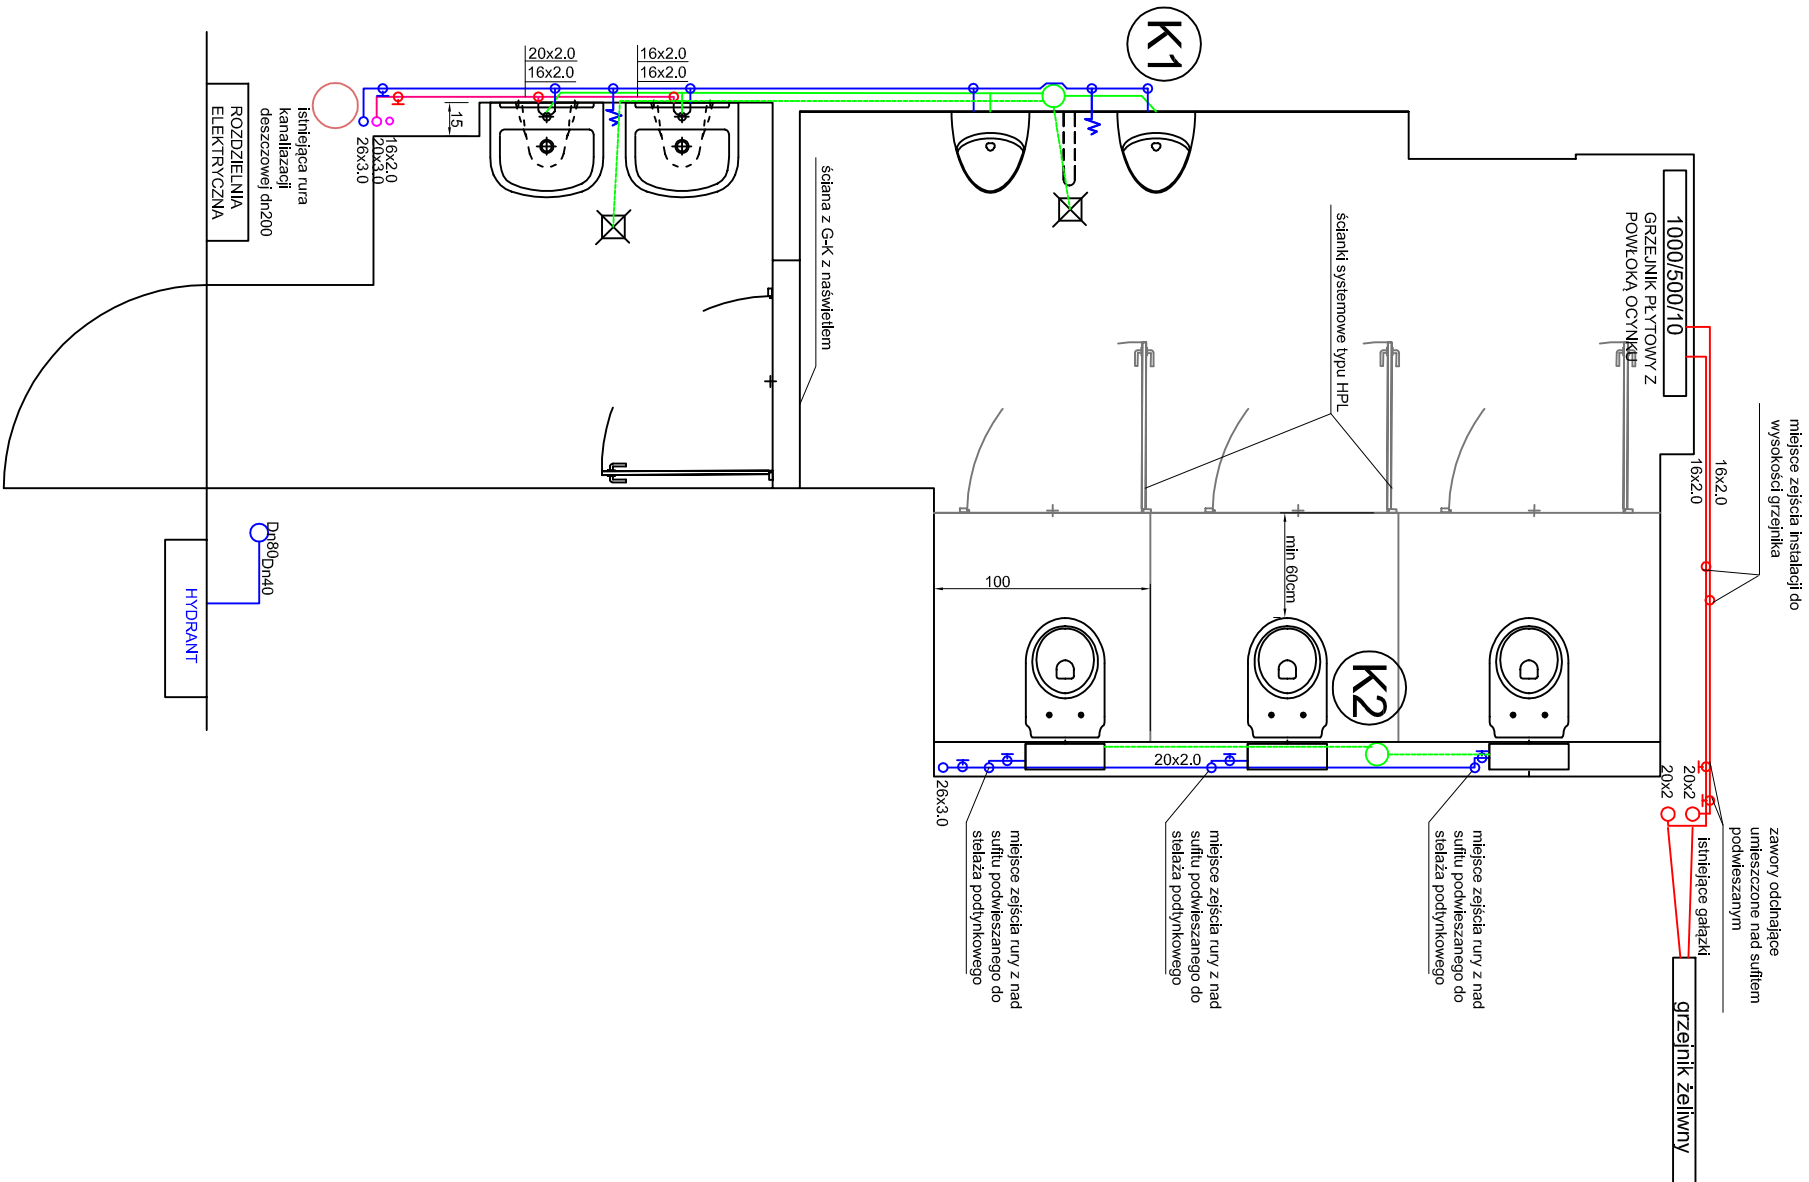 K1
20x2.0
16x2.0
16x2.0
16x2.0
15
istniejąca rura
kanaliazacji
deszczowej dn200
ROZDZIELNIA
ELEKTRYCZNA
16x2.0
20x3.0
26x3.0
ściana z G-K z naświetlem
ścianki systemowe typu HPL
1000/500/10
GRZEJNIK PŁYTOWY Z
POWŁOKĄ OCYNKU
miejsce zejścia instalacji do
wysokości grzejnika
16x2.0
16x2.0
Dn80
Dn40
HYDRANT
100
min 60cm
K2
20x2.0
26x3.0
miejsce zejścia rury z nad
sufitu podwieszanego do
stelaża podtynkowego
miejsce zejścia rury z nad
sufitu podwieszanego do
stelaża podtynkowego
miejsce zejścia rury z nad
sufitu podwieszanego do
stelaża podtynkowego
20x2
20x2
zawory odcinające
umieszczone nad sufitem
podwieszanym
istniejące gałązki
grzejnik żeliwny